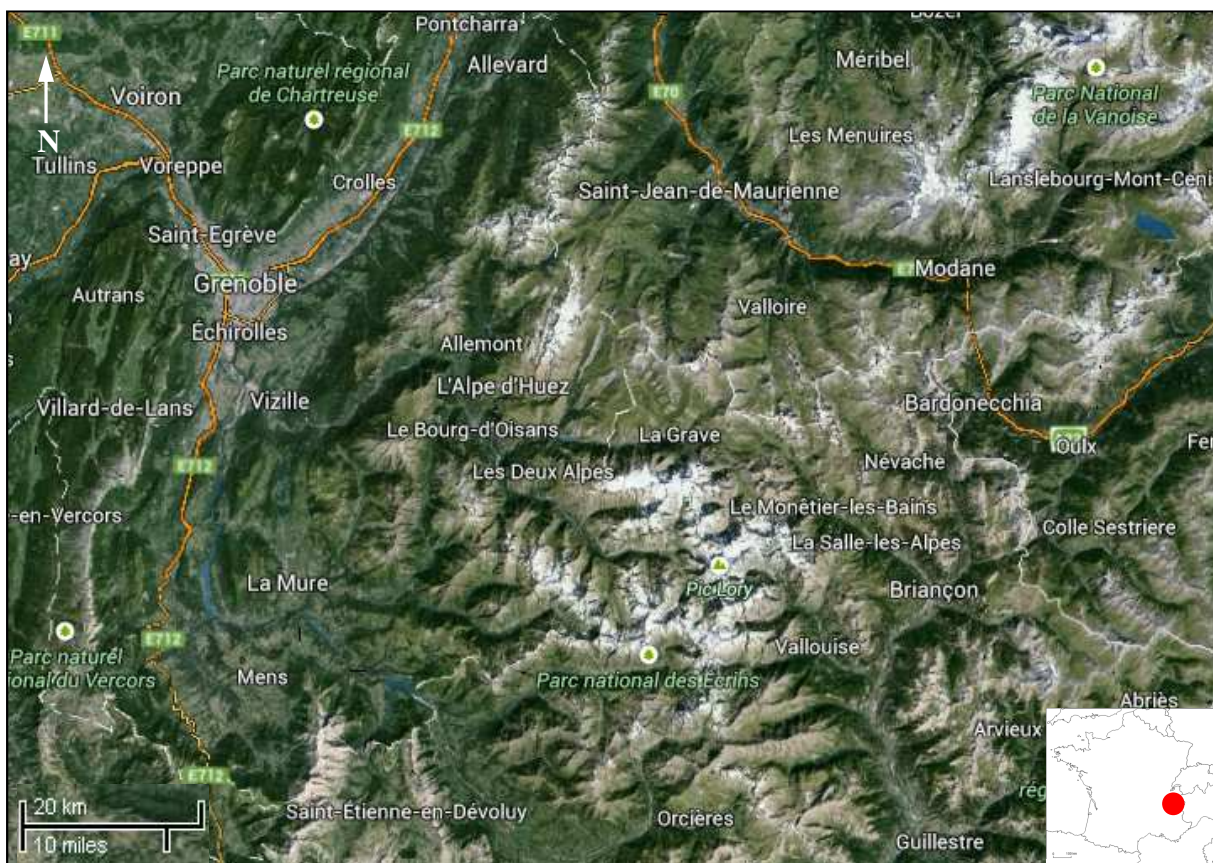 E711
Pontcharra
Bozel
Allevard
Méribel
Parc naturel régional
de Chartreuse
Voiron
E70
Parc National
de la Vanoise
N
E712
Les Menuires
Tullins
Voreppe
Crolles
Saint-Jean-de-Maurienne
Lanslebourg-Mont-Cenis
Saint-Egrève
ay
Grenoble
Modane
Autrans
Valloire
Échirolles
Allemont
L'Alpe d'Huez
Villard-de-Lans
Vizille
Bardonecchia
Le Bourg-d'Oisans
La Grave
Oulx
Fer
E712
Les Deux Alpes
Névache
-en-Vercors
Le Monêtier-les-Bains
Colle Sestriere
La Salle-les-Alpes
La Mure
Pic Lory
Briançon
E712
Parc naturel
ional du Vercors
Vallouise
Mens
Parc national des Écrins
Abriès
Arvieux
E712
20 km
10 miles
Saint-Étienne-en-Dévoluy
Orcières
rég
Guillestre